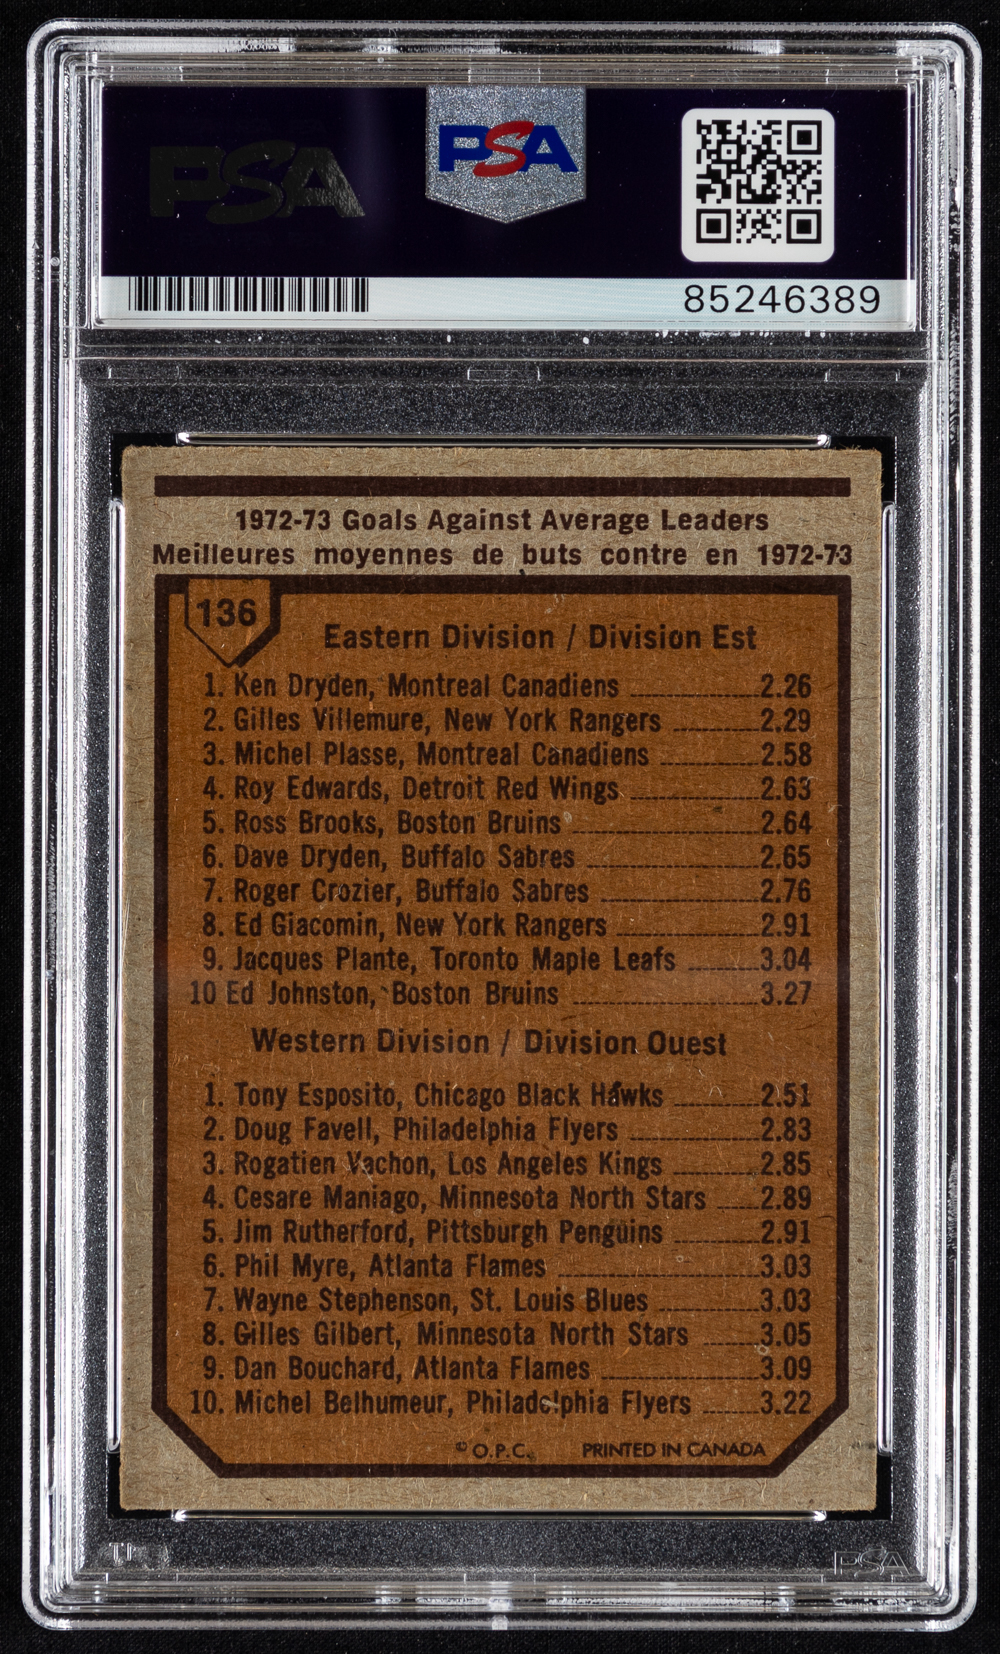 PSA
PSA
85246389
1972-73 Goals Against Average Leaders
Meilleures moyennes de buts contre en 1972-73
136
Eastern Division / Division Est
1. Ken Dryden, Montreal Canadiens 2.26
2. Gilles Villemure, New York Rangers 2.29
3. Michel Plasse, Montreal Canadiens 2.58
4. Roy Edwards, Detroit Red Wings 2.63
5. Ross Brooks, Boston Bruins 2.64
6. Dave Dryden, Buffalo Sabres 2.65
7. Roger Crozier, Buffalo Sabres 2.76
8. Ed Giacomin, New York Rangers 2.91
9. Jacques Plante, Toronto Maple Leafs 3.04
10 Ed Johnston, Boston Bruins 3.27
Western Division / Division Ouest
1. Tony Esposito, Chicago Black Hawks 2.51
2. Doug Favell, Philadelphia Flyers 2.83
3. Rogatien Vachon, Los Angeles Kings 2.85
4. Cesare Maniago, Minnesota North Stars 2.89
5. Jim Rutherford, Pittsburgh Penguins 2.91
6. Phil Myre, Atlanta Flames 3.03
7. Wayne Stephenson, St. Louis Blues 3.03
8. Gilles Gilbert, Minnesota North Stars 3.05
9. Dan Bouchard, Atlanta Flames 3.09
10. Michel Belhumeur, Philadelphia Flyers 3.22
© O.P.C. PRINTED IN CANADA
PSA